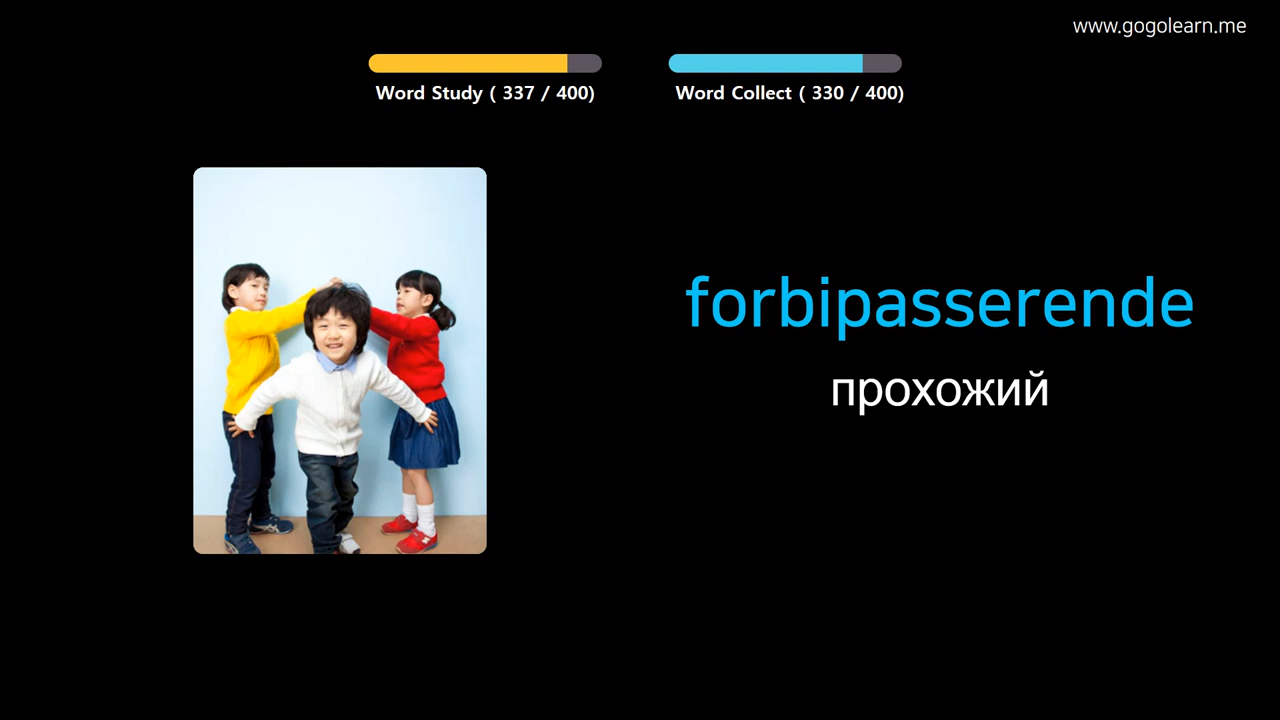 www.gogolearn.me
Word Study ( 337 / 400)
Word Collect ( 330 / 400)
forbipasserende
прохожий